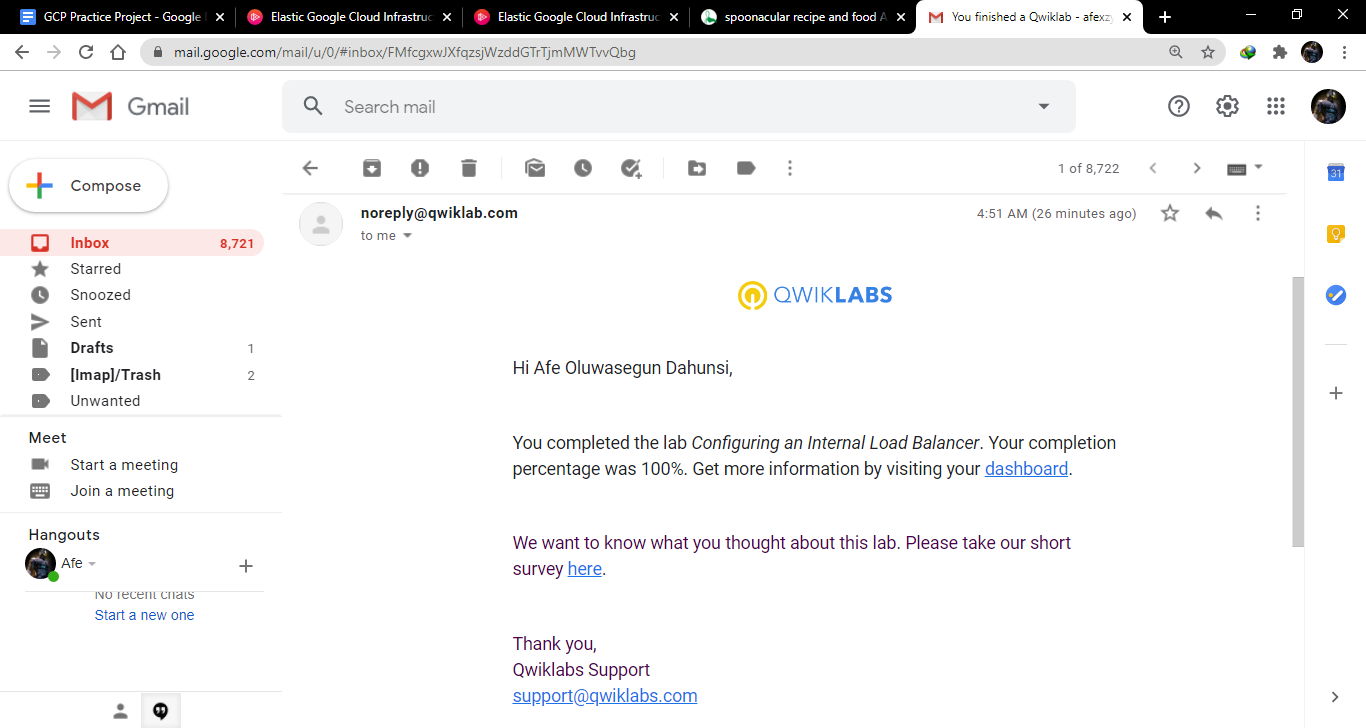 GCP Practice Project - Google
Elastic Google Cloud Infrastruc
Elastic Google Cloud Infrastruc
spoonacular recipe and food A
You finished a Qwiklab - afexzy
mail.google.com/mail/u/0/#inbox/FMfcgxwJXfqzsjWzddGTrTjmMWTvvQbg
Gmail
Search mail
Compose
1 of 8,722
31
noreply@qwiklab.com
4:51 AM (26 minutes ago)
to me
Inbox 8,721
Starred
Snoozed
Sent
Drafts 1
[Imap]/Trash 2
Unwanted
Meet
Start a meeting
Join a meeting
Hangouts
Afe
No recent chats
Start a new one
QWIKLABS
Hi Afe Oluwasegun Dahunsi,
You completed the lab Configuring an Internal Load Balancer. Your completion
percentage was 100%. Get more information by visiting your dashboard.
We want to know what you thought about this lab. Please take our short
survey here.
Thank you,
Qwiklabs Support
support@qwiklabs.com